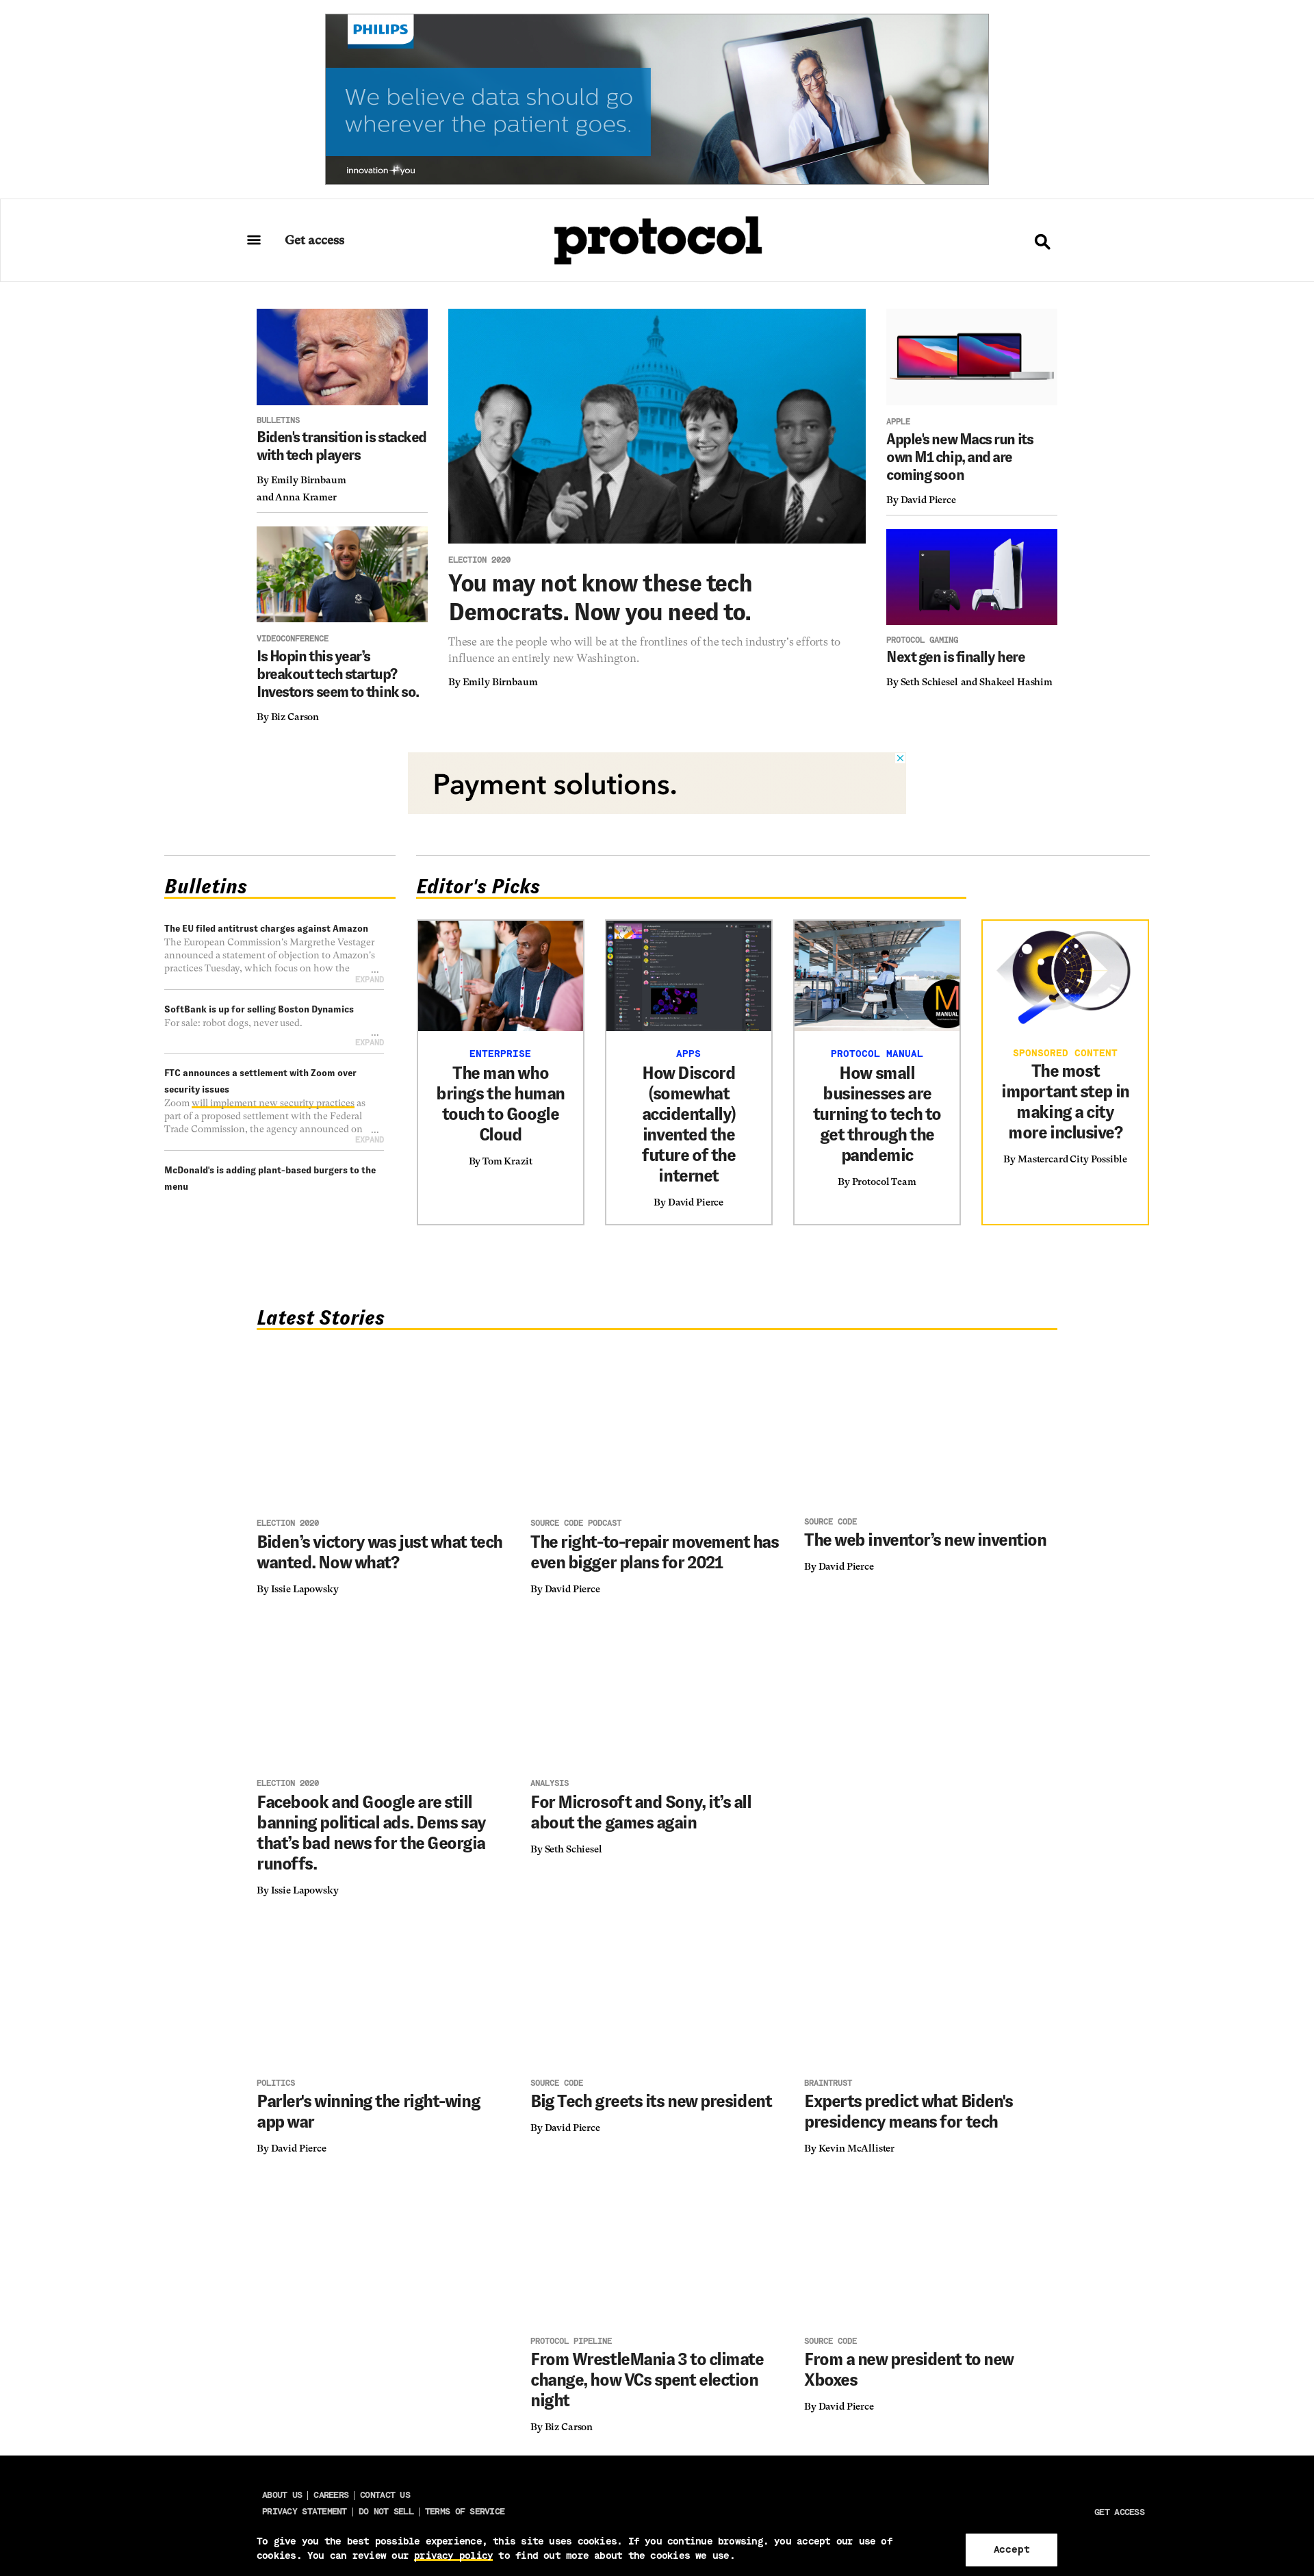 PHILIPS
We believe data should go
wherever the patient goes.
innovation you
Get access
protocol
BULLETINS
Biden's transition is stacked
with tech players
By Emily Birnbaum
and Anna Kramer
VIDEOCONFERENCE
Is Hopin this year's
breakout tech startup?
Investors seem to think so.
By Biz Carson
ELECTION 2020
You may not know these tech
Democrats. Now you need to.
These are the people who will be at the frontlines of the tech industry's efforts to
influence an entirely new Washington.
By Emily Birnbaum
APPLE
Apple's new Macs run its
own M1 chip, and are
coming soon
By David Pierce
PROTOCOL GAMING
Next gen is finally here
By Seth Schiesel and Shakeel Hashim
Payment solutions.
Bulletins
The EU filed antitrust charges against Amazon
The European Commission's Margrethe Vestager
announced a statement of objection to Amazon's
practices Tuesday, which focus on how the ...
EXPAND
SoftBank is up for selling Boston Dynamics
For sale: robot dogs, never used.
...
EXPAND
FTC announces a settlement with Zoom over
security issues
Zoom will implement new security practices as
part of a proposed settlement with the Federal
Trade Commission, the agency announced on ...
EXPAND
McDonald's is adding plant-based burgers to the
menu
Editor's Picks
ENTERPRISE
The man who
brings the human
touch to Google
Cloud
By Tom Krazit
APPS
How Discord
(somewhat
accidentally)
invented the
future of the
internet
By David Pierce
M
MANUAL
PROTOCOL MANUAL
How small
businesses are
turning to tech to
get through the
pandemic
By Protocol Team
SPONSORED CONTENT
The most
important step in
making a city
more inclusive?
By Mastercard City Possible
Latest Stories
ELECTION 2020
Biden's victory was just what tech
wanted. Now what?
By Issie Lapowsky
SOURCE CODE PODCAST
The right-to-repair movement has
even bigger plans for 2021
By David Pierce
SOURCE CODE
The web inventor's new invention
By David Pierce
ELECTION 2020
Facebook and Google are still
banning political ads. Dems say
that's bad news for the Georgia
runoffs.
By Issie Lapowsky
ANALYSIS
For Microsoft and Sony, it's all
about the games again
By Seth Schiesel
POLITICS
Parler's winning the right-wing
app war
By David Pierce
SOURCE CODE
Big Tech greets its new president
By David Pierce
BRAINTRUST
Experts predict what Biden's
presidency means for tech
By Kevin McAllister
PROTOCOL PIPELINE
From WrestleMania 3 to climate
change, how VCs spent election
night
By Biz Carson
SOURCE CODE
From a new president to new
Xboxes
By David Pierce
ABOUT US | CAREERS | CONTACT US
PRIVACY STATEMENT | DO NOT SELL | TERMS OF SERVICE
GET ACCESS
To give you the best possible experience, this site uses cookies. If you continue browsing. you accept our use of
cookies. You can review our privacy policy to find out more about the cookies we use.
Accept